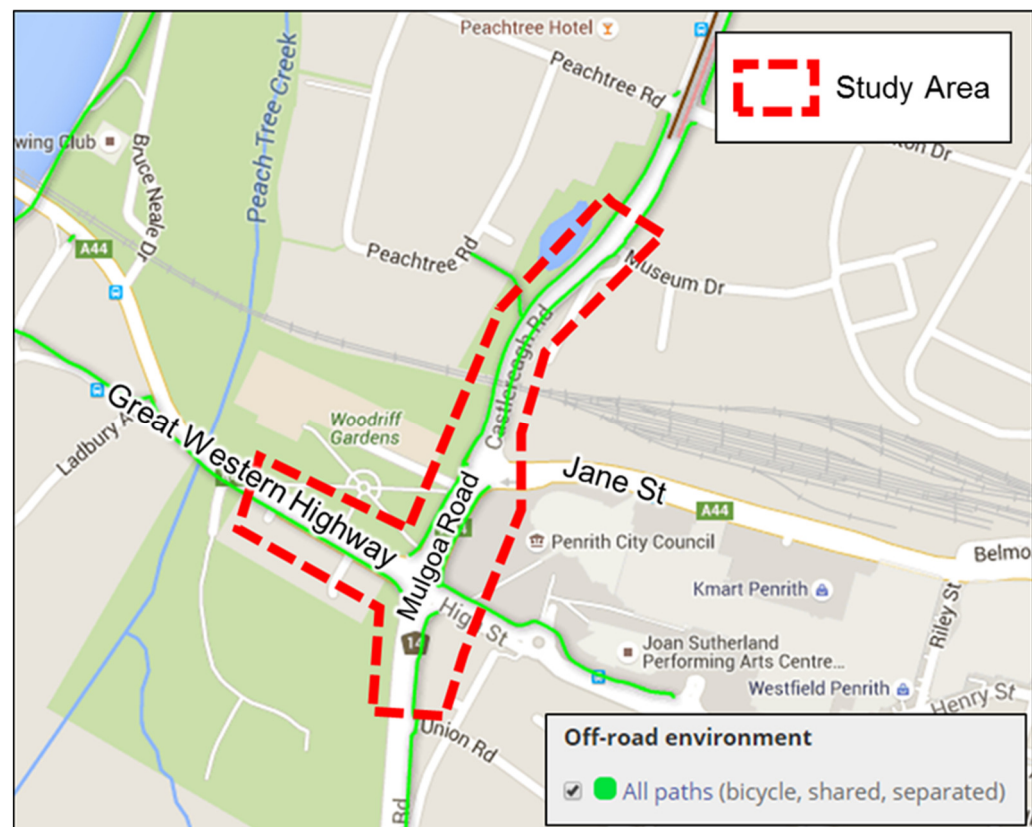 Peachtree Hotel
Study Area
Peachtree Rd
ton Dr
wing Club
Bruce Neale Dr
Peach Tree Creek
A44
Peachtree Rd
Museum Dr
Castlereagh Rd
Great Western Highway
Ladbury A
Woodriff
Gardens
Mulgoa Road
Jane St
A44
Penrith City Council
Belmo
Kmart Penrith
Riley St
High St
14
Joan Sutherland
Performing Arts Centre...
Westfield Penrith
Henry St
Union Rd
Rd
Off-road environment
All paths (bicycle, shared, separated)